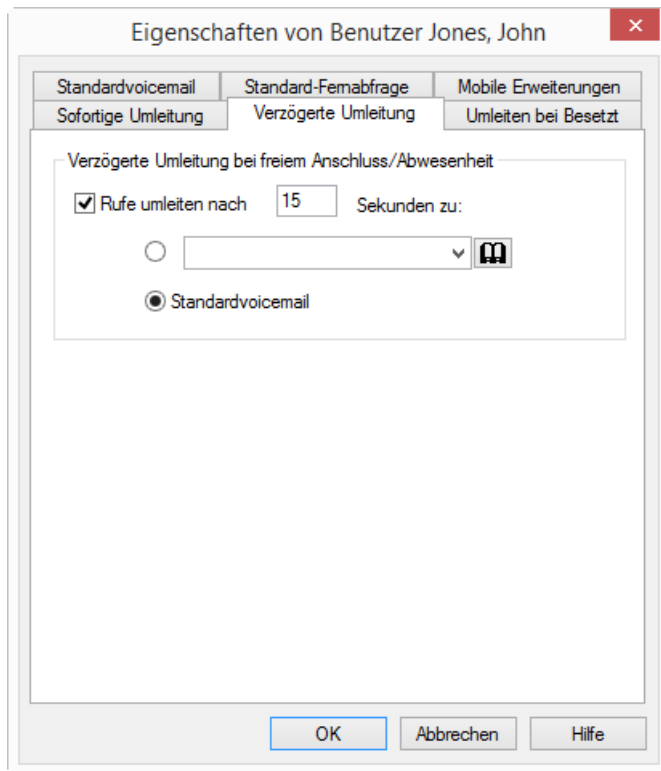 Eigenschaften von Benutzer Jones, John
Standardvoicemail Standard-Fernabfrage Mobile Erweiterungen
Sofortige Umleitung Verzögerte Umleitung Umleiten bei Besetzt
Verzögerte Umleitung bei freiem Anschluss/Abwesenheit
Rufe umleiten nach 15 Sekunden zu:
Standardvoicemail
OK Abbrechen Hilfe